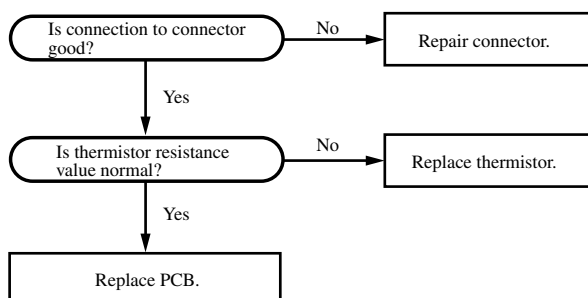 Is connection to connector
good?
No
Repair connector.
Yes
Is thermistor resistance
value normal?
No
Replace thermistor.
Yes
Replace PCB.